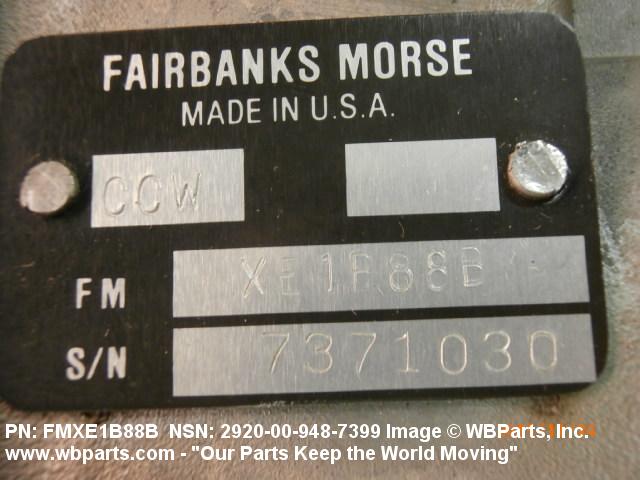 FAIRBANKS MORSE
MADE IN U.S.A.
CCW
FM XE1B88B
S/N 7371030
PN: FMXE1B88B NSN: 2920-00-948-7399 Image © WBParts, Inc.
www.wbparts.com - "Our Parts Keep the World Moving"